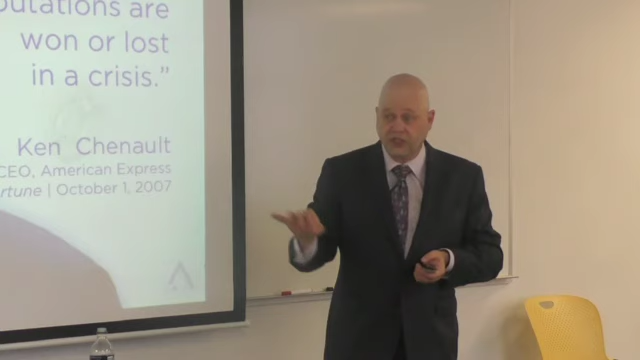 putations are
won or lost
in a crisis.”
Ken Chenault
CEO, American Express
rtune | October 1, 2007